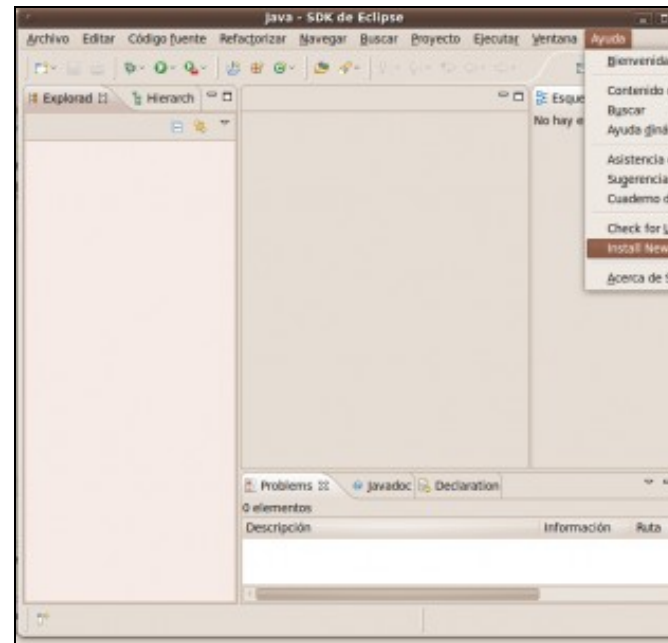 Java - SDK de Eclipse
Archivo Editar Código fuente Refactorizar Navegar Buscar Proyecto Ejecutar Ventana Ayuda
Explorad Hierarch
Esque
No hay e
Bienvenida
Contenido
Buscar
Ayuda diná
Asistencia
Sugerencia
Cuaderno d
Check for U
Install New
Acerca de S
Problems Javadoc Declaration
0 elementos
Descripción Información Ruta